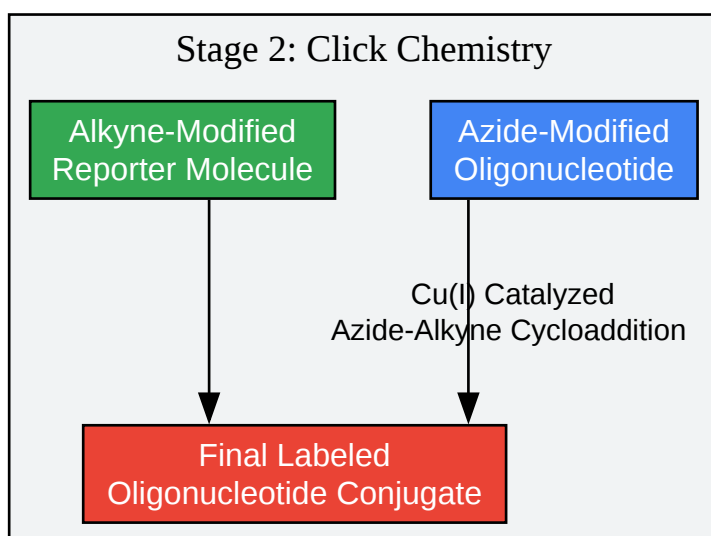 Stage 2: Click Chemistry
Alkyne-Modified
Reporter Molecule
Azide-Modified
Oligonucleotide
Cu(I) Catalyzed
Azide-Alkyne Cycloaddition
Final Labeled
Oligonucleotide Conjugate